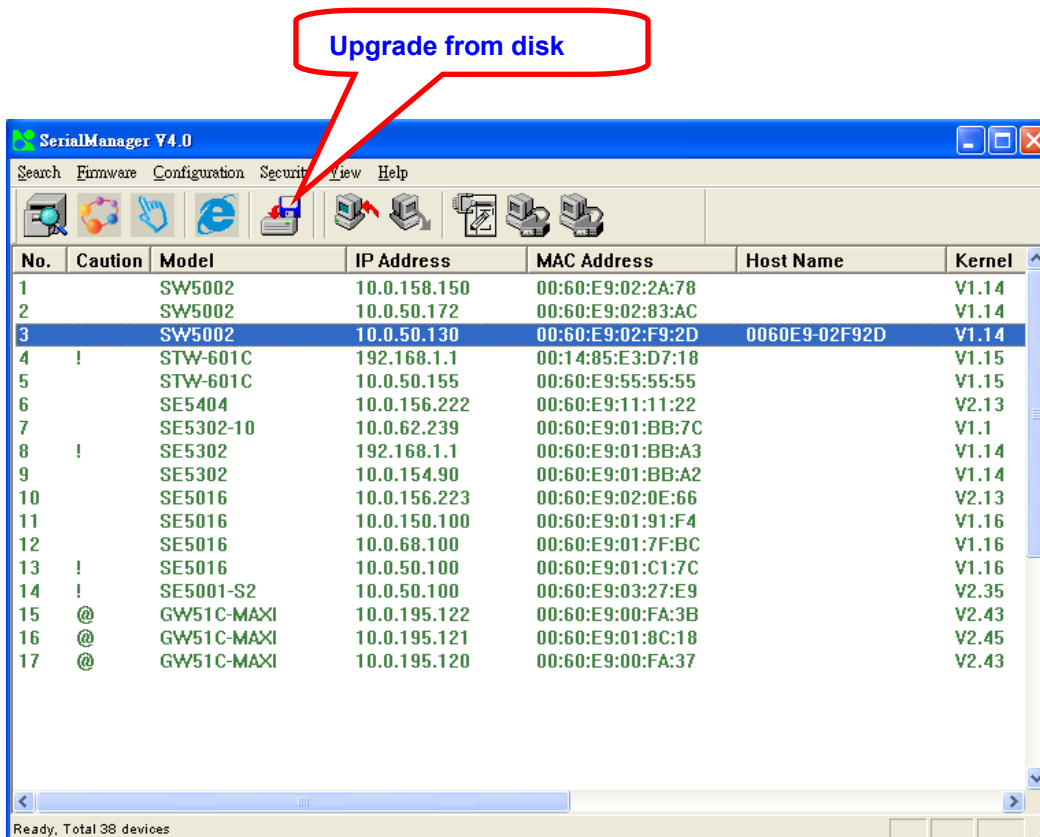 Upgrade from disk
SerialManager V4.0
Search Firmware Configuration Securit View Help
No. Caution Model IP Address MAC Address Host Name Kernel
1 SW5002 10.0.158.150 00:60:E9:02:2A:78 V1.14
2 SW5002 10.0.50.172 00:60:E9:02:83:AC V1.14
3 SW5002 10.0.50.130 00:60:E9:02:F9:2D 0060E9-02F92D V1.14
4 ! STW-601C 192.168.1.1 00:14:85:E3:D7:18 V1.15
5 STW-601C 10.0.50.155 00:60:E9:55:55:55 V1.15
6 SE5404 10.0.156.222 00:60:E9:11:11:22 V2.13
7 SE5302-10 10.0.62.239 00:60:E9:01:BB:7C V1.1
8 ! SE5302 192.168.1.1 00:60:E9:01:BB:A3 V1.14
9 SE5302 10.0.154.90 00:60:E9:01:BB:A2 V1.14
10 SE5016 10.0.156.223 00:60:E9:02:0E:66 V2.13
11 SE5016 10.0.150.100 00:60:E9:01:91:F4 V1.16
12 SE5016 10.0.68.100 00:60:E9:01:7F:BC V1.16
13 ! SE5016 10.0.50.100 00:60:E9:01:C1:7C V1.16
14 ! SE5001-S2 10.0.50.100 00:60:E9:03:27:E9 V2.35
15 @ GW51C-MAXI 10.0.195.122 00:60:E9:00:FA:3B V2.43
16 @ GW51C-MAXI 10.0.195.121 00:60:E9:01:8C:18 V2.45
17 @ GW51C-MAXI 10.0.195.120 00:60:E9:00:FA:37 V2.43
Ready, Total 38 devices